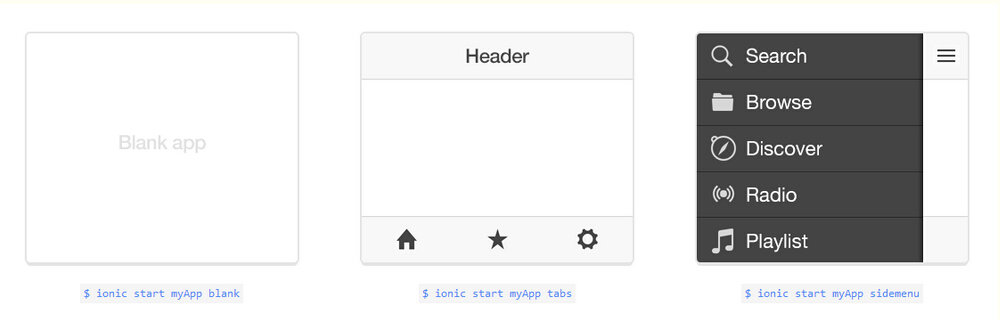 Blank app
$ ionic start myApp blank
Header
$ ionic start myApp tabs
Search
Browse
Discover
Radio
Playlist
$ ionic start myApp sidemenu